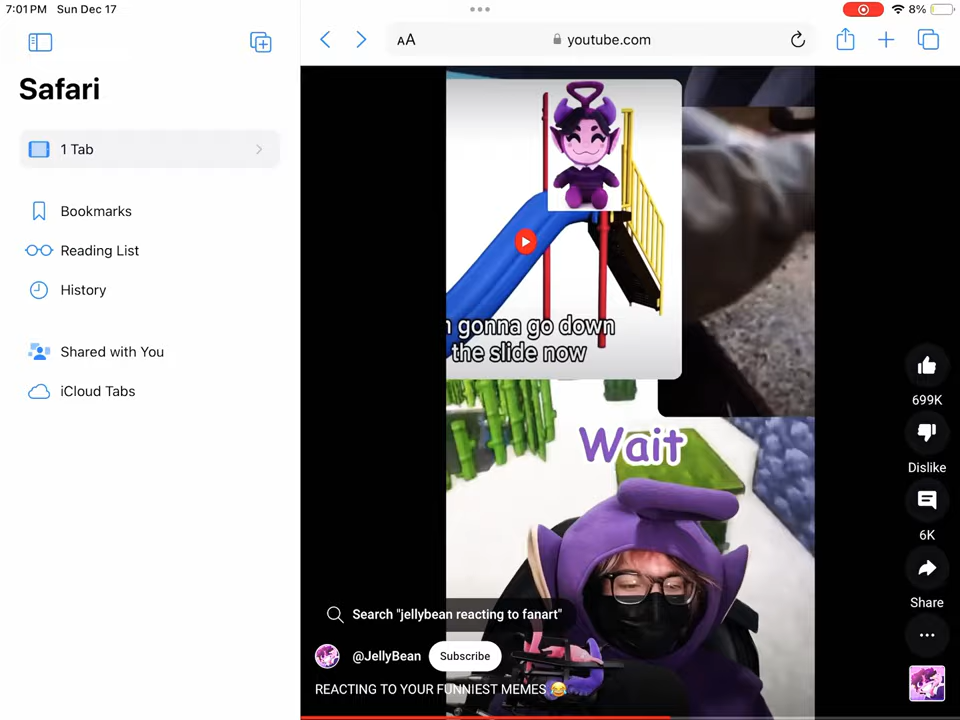 7:01 PM Sun Dec 17
8%
AA
youtube.com
Safari
1 Tab
Bookmarks
Reading List
History
Shared with You
iCloud Tabs
gonna go down
the slide now
Wait
699K
Dislike
6K
Share
Search "jellybean reacting to fanart"
@JellyBean
Subscribe
REACTING TO YOUR FUNNIEST MEMES 😂